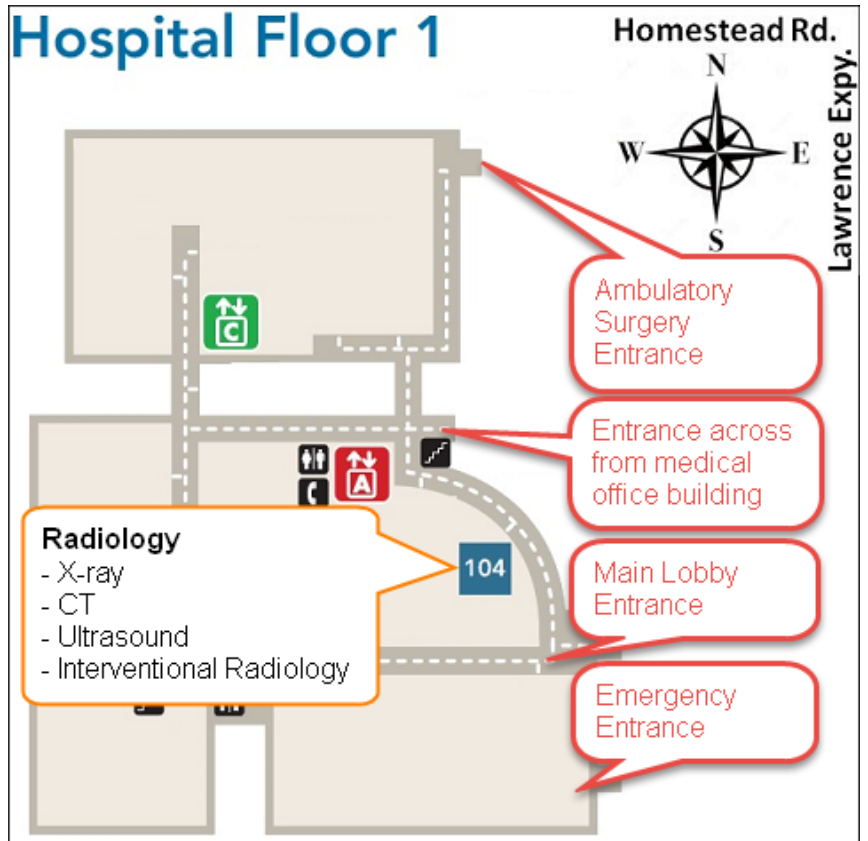 Hospital Floor 1
Homestead Rd.
Lawrence Expy.
N
W
E
S
Ambulatory
Surgery
Entrance
C
Entrance across
from medical
office building
A
Radiology
- X-ray
- CT
- Ultrasound
- Interventional Radiology
104
Main Lobby
Entrance
Emergency
Entrance